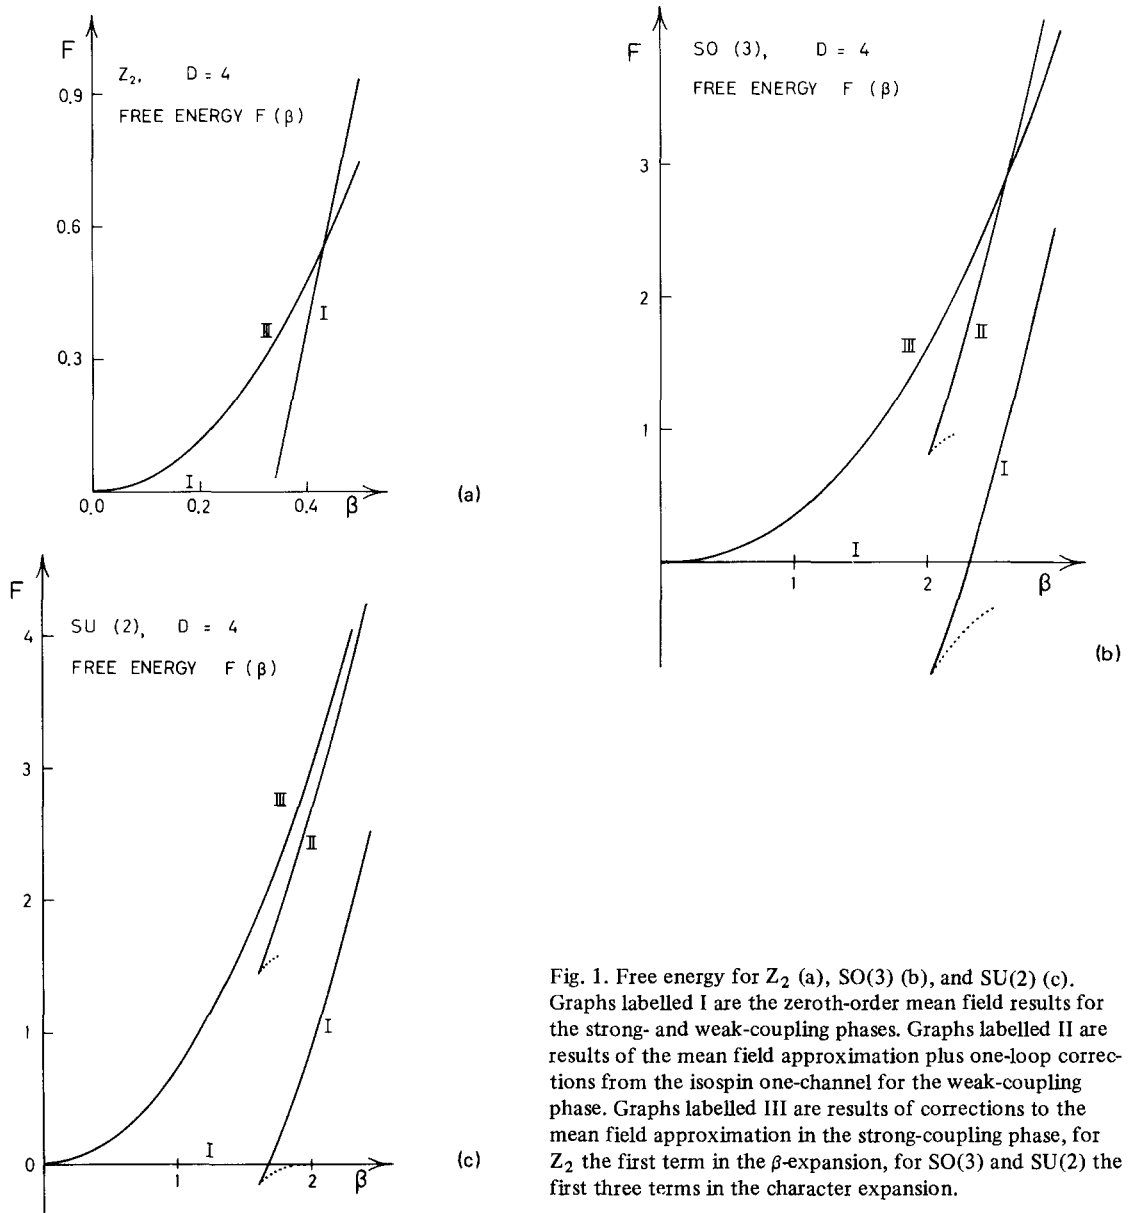 F
Z₂, D = 4
FREE ENERGY F (β)
0.9
0.6
0.3
I
I
0.0
0.2
0.4
β
(a)
F
SO (3), D = 4
FREE ENERGY F (β)
3
2
1
III
II
I
I
1
2
β
(b)
F
SU (2), D = 4
FREE ENERGY F (β)
4
3
2
1
0
III
II
I
I
1
2
β
(c)
Fig. 1. Free energy for Z₂ (a), SO(3) (b), and SU(2) (c).
Graphs labelled I are the zeroth-order mean field results for
the strong- and weak-coupling phases. Graphs labelled II are
results of the mean field approximation plus one-loop correc-
tions from the isospin one-channel for the weak-coupling
phase. Graphs labelled III are results of corrections to the
mean field approximation in the strong-coupling phase, for
Z₂ the first term in the β-expansion, for SO(3) and SU(2) the
first three terms in the character expansion.